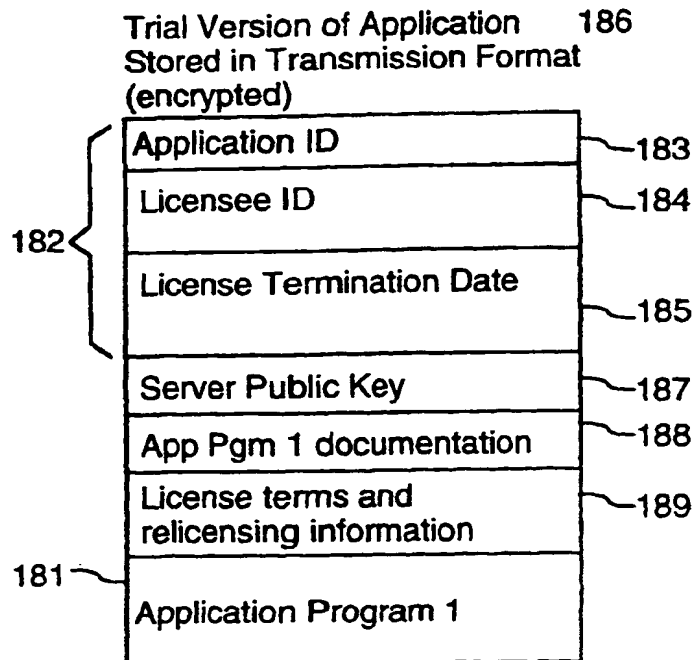 Trial Version of Application 186
Stored in Transmission Format
(encrypted)
Application ID 183
Licensee ID 184
182
License Termination Date 185
Server Public Key 187
App Pgm 1 documentation 188
License terms and
relicensing information 189
181
Application Program 1